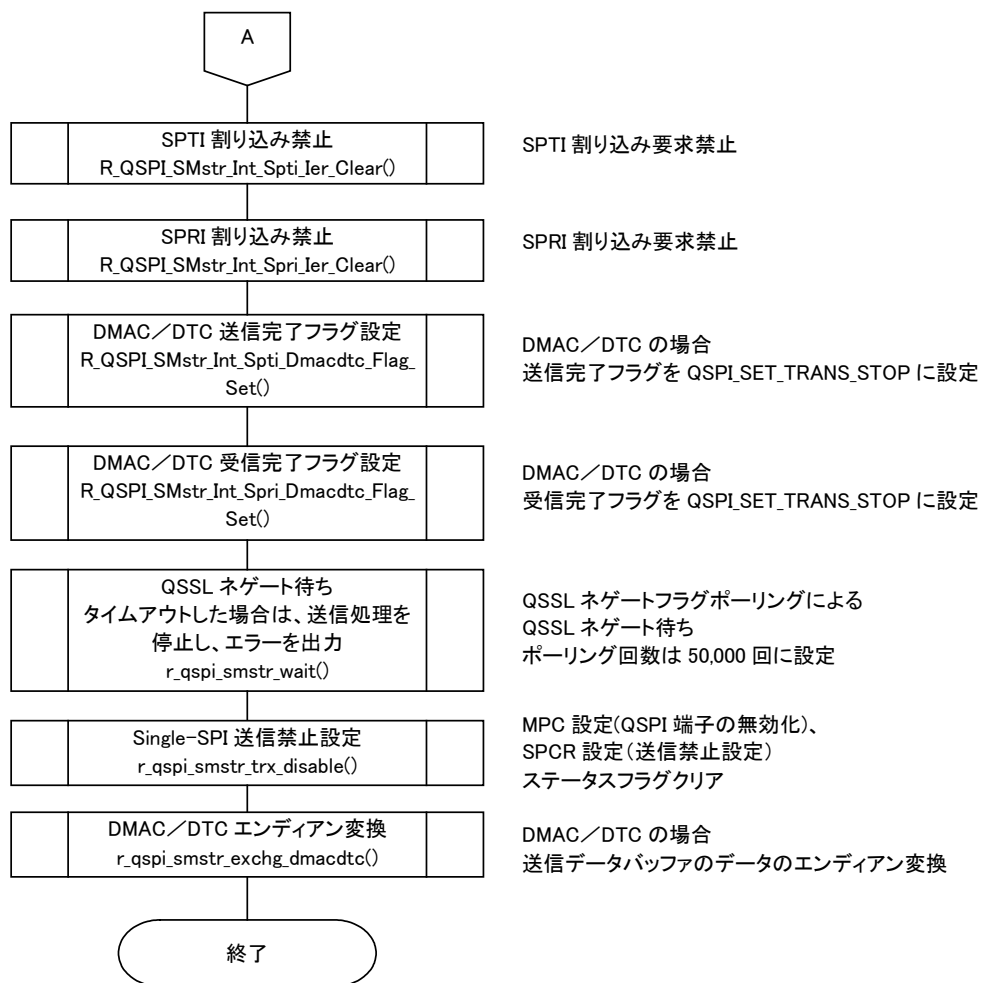 A
SPTI 割り込み禁止
R_QSPI_SMstr_Int_Spti_Ier_Clear()
SPTI 割り込み要求禁止
SPRI 割り込み禁止
R_QSPI_SMstr_Int_Spri_Ier_Clear()
SPRI 割り込み要求禁止
DMAC／DTC 送信完了フラグ設定
R_QSPI_SMstr_Int_Spti_Dmacdtc_Flag_
Set()
DMAC／DTC の場合
送信完了フラグを QSPI_SET_TRANS_STOP に設定
DMAC／DTC 受信完了フラグ設定
R_QSPI_SMstr_Int_Spri_Dmacdtc_Flag_
Set()
DMAC／DTC の場合
受信完了フラグを QSPI_SET_TRANS_STOP に設定
QSSL ネゲート待ち
タイムアウトした場合は、送信処理を
停止し、エラーを出力
r_qspi_smstr_wait()
QSSL ネゲートフラグポーリングによる
QSSL ネゲート待ち
ポーリング回数は 50,000 回に設定
Single-SPI 送信禁止設定
r_qspi_smstr_trx_disable()
MPC 設定(QSPI 端子の無効化)、
SPCR 設定（送信禁止設定）
ステータスフラグクリア
DMAC／DTC エンディアン変換
r_qspi_smstr_exchg_dmacdtc()
DMAC／DTC の場合
送信データバッファのデータのエンディアン変換
終了